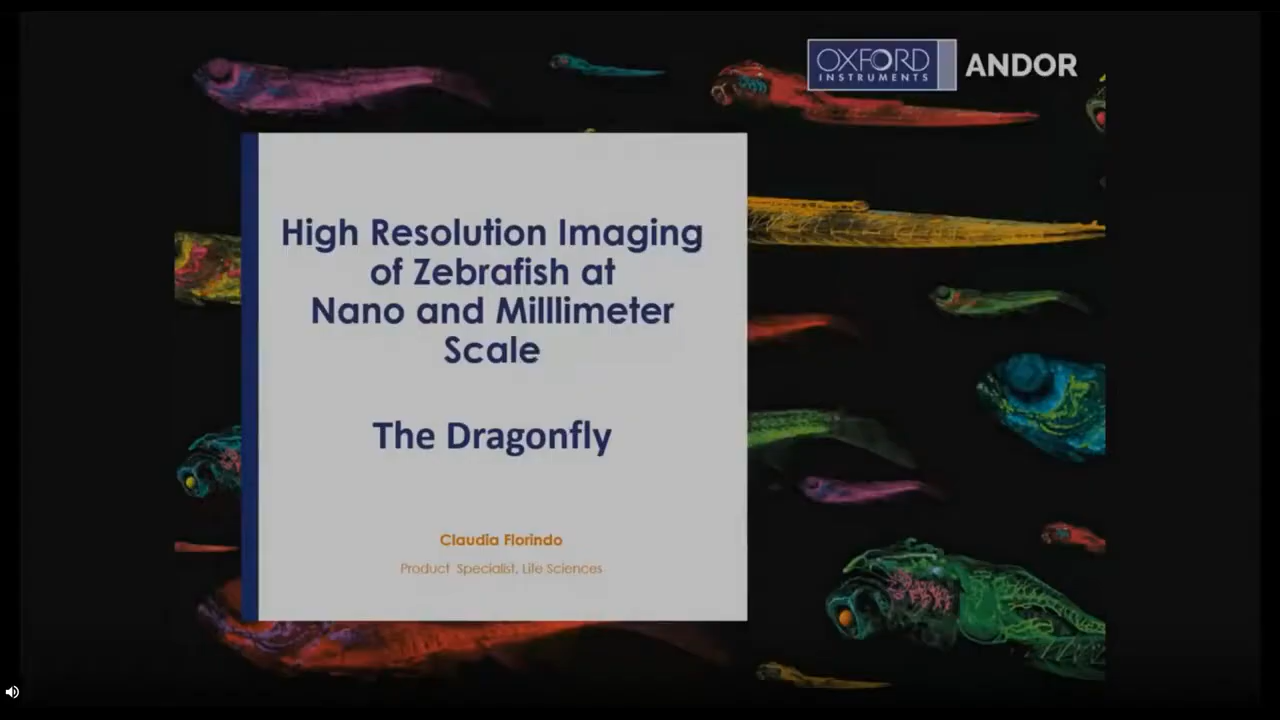 OXFORD
INSTRUMENTS
ANDOR
High Resolution Imaging
of Zebrafish at
Nano and Milllimeter
Scale
The Dragonfly
Claudia Florindo
Product Specialist, Life Sciences